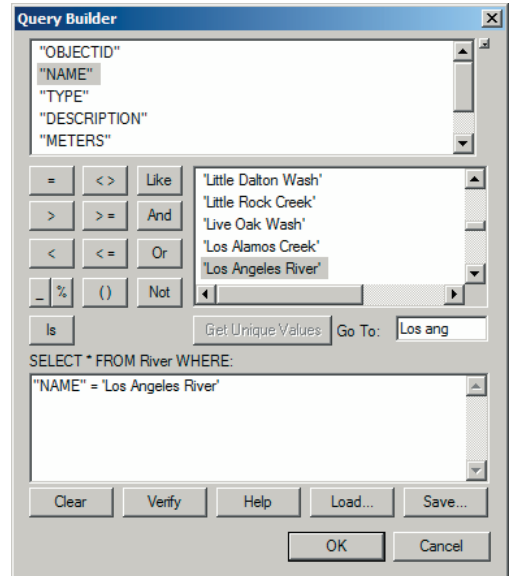 Query Builder
"OBJECTID"
"NAME"
"TYPE"
"DESCRIPTION"
"METERS"
= < > Like
> > = And
< < = Or
_ % () Not
Is
'Little Dalton Wash'
'Little Rock Creek'
'Live Oak Wash'
'Los Alamos Creek'
'Los Angeles River'
Get Unique Values Go To: Los ang
SELECT * FROM River WHERE:
"NAME" = 'Los Angeles River'
Clear Verify Help Load... Save...
OK Cancel